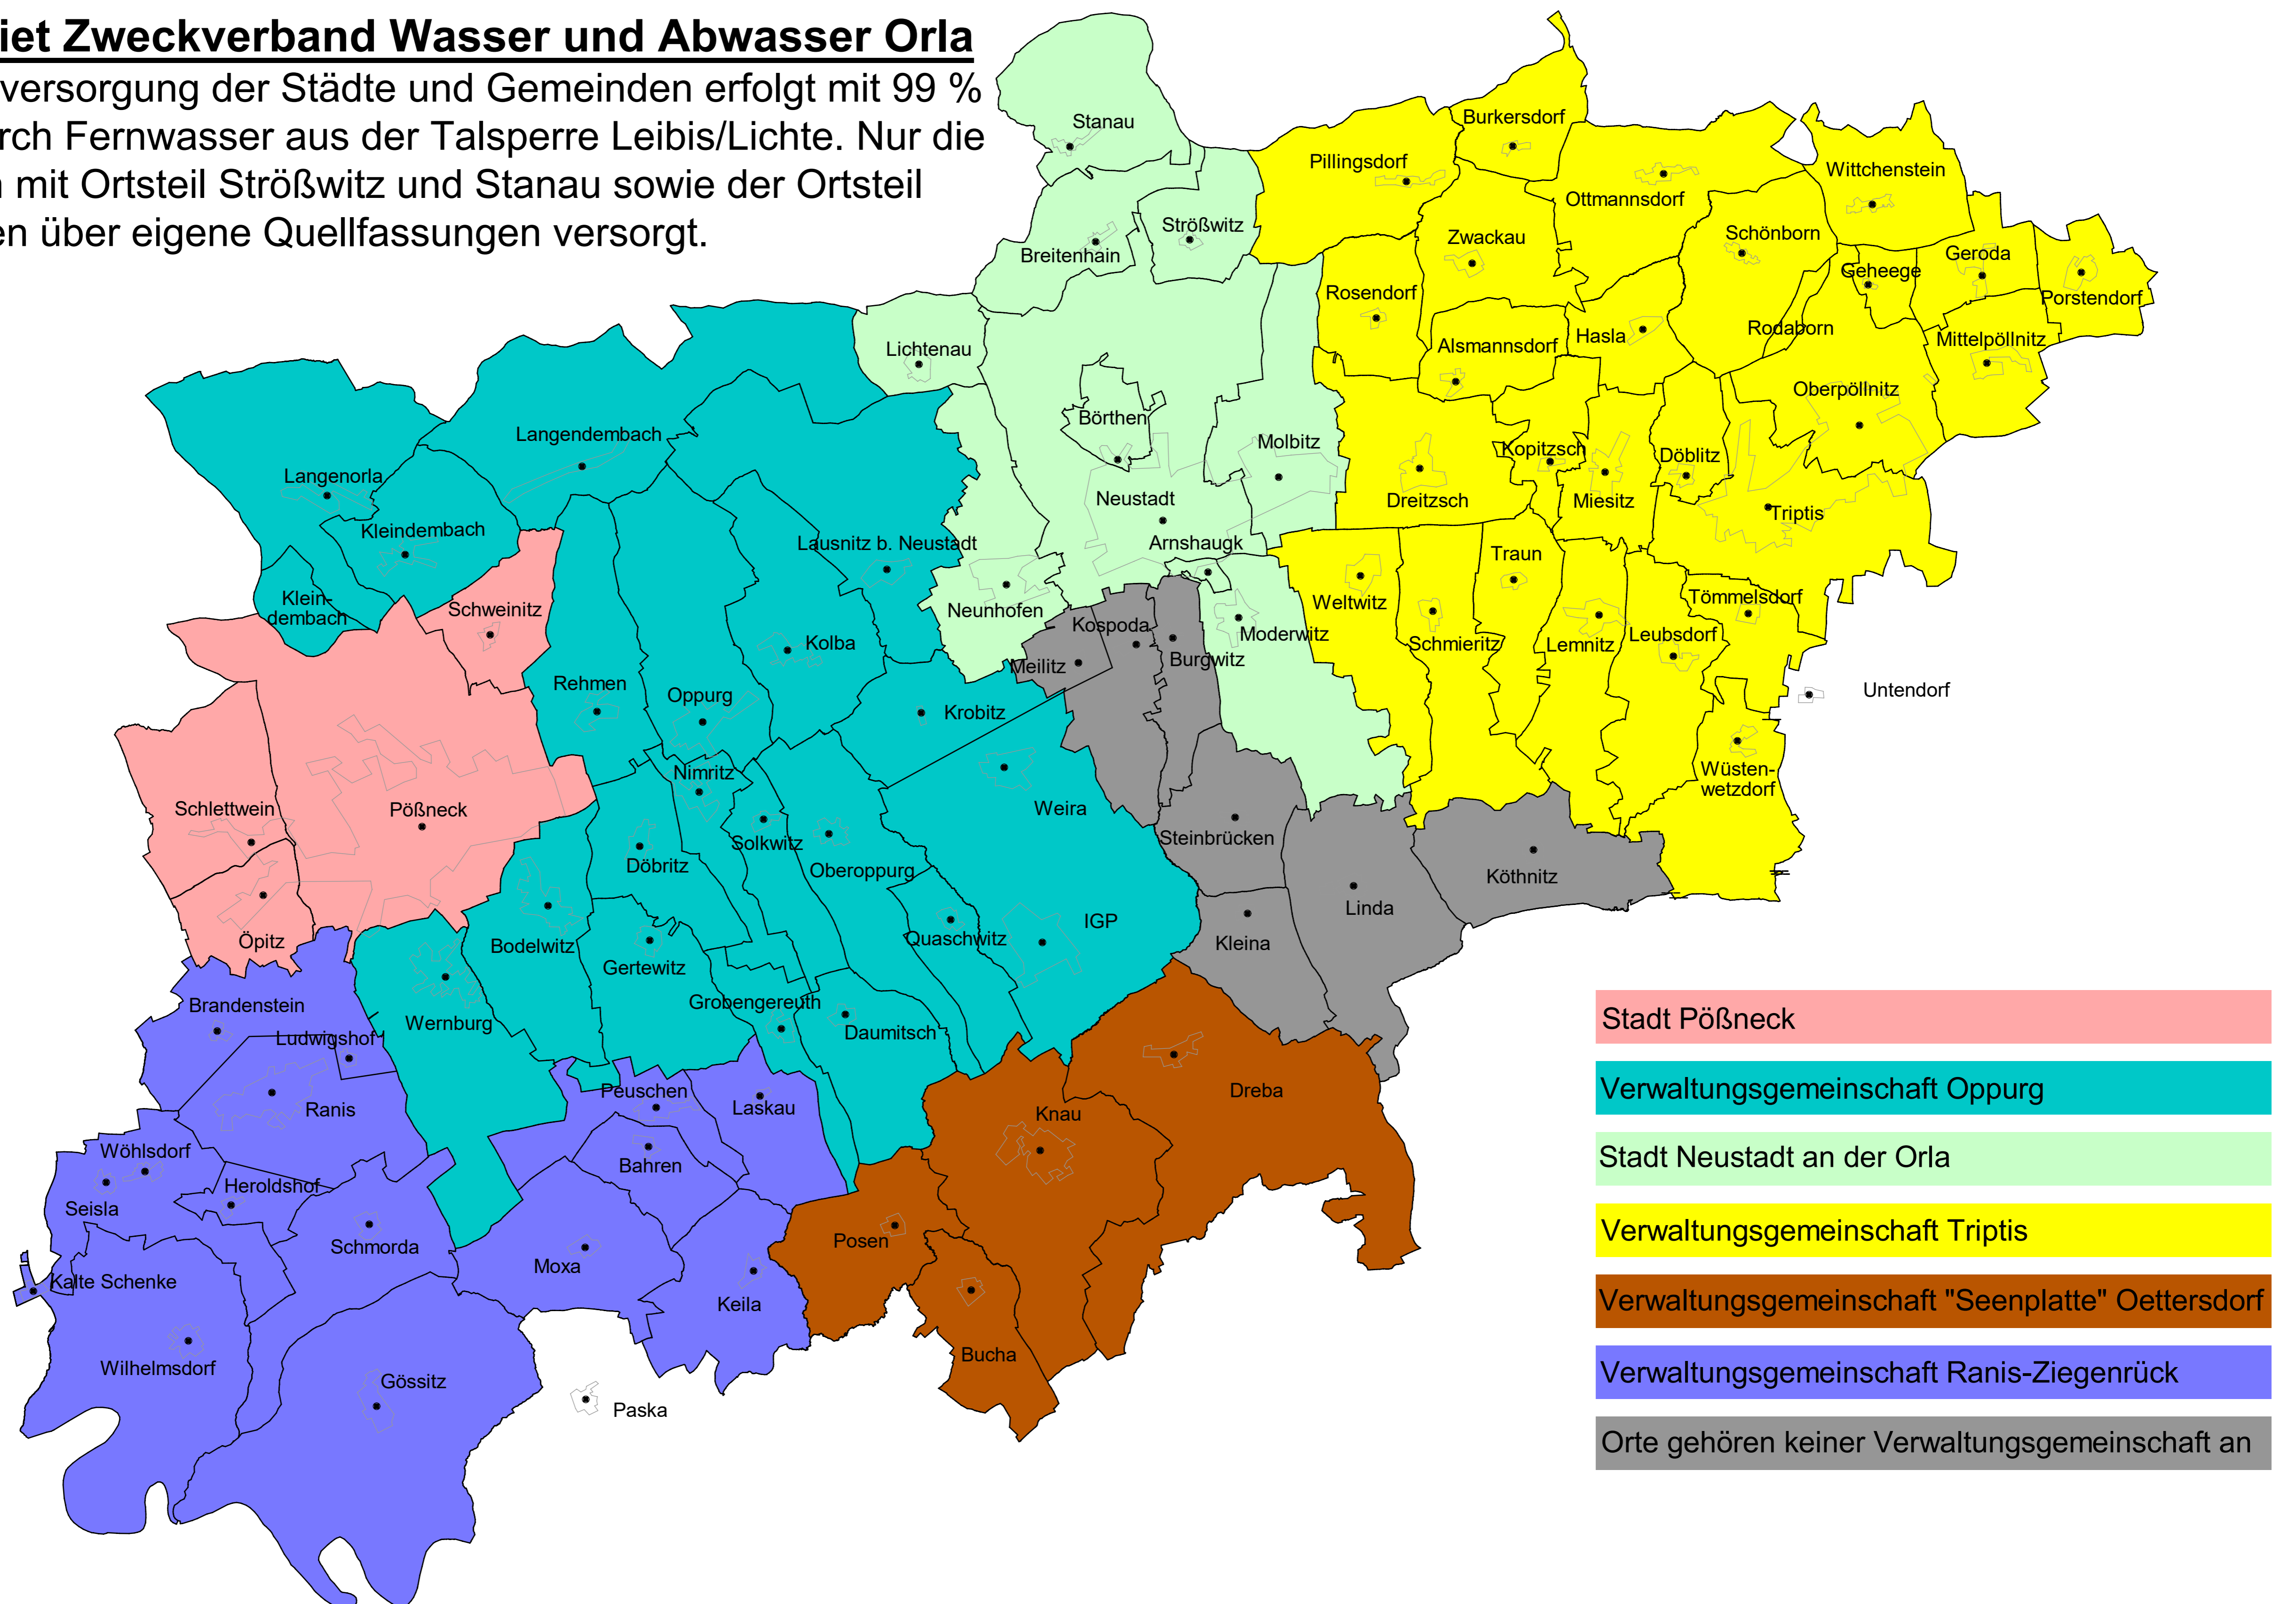 iet Zweckverband Wasser und Abwasser Orla
versorgung der Städte und Gemeinden erfolgt mit 99 %
rch Fernwasser aus der Talsperre Leibis/Lichte. Nur die
mit Ortsteil Strößwitz und Stanau sowie der Ortsteil
en über eigene Quellfassungen versorgt.
Stanau
Burkersdorf
Pillingsdorf
Wittchenstein
Ottmannsdorf
Strößwitz
Schönborn
Zwackau
Breitenhain
Geroda
Geheege
Rosendorf
Porstendorf
Rodaborn
Hasla
Mittelpöllnitz
Alsmannsdorf
Lichtenau
Oberpöllnitz
Börthen
Langendembach
Molbitz
Kopitzsch
Döblitz
Langenorla
Neustadt
Dreitzsch
Miesitz
Triptis
Kleindembach
Lausnitz b. Neustadt
Arnshaugk
Traun
Klein-
dembach
Tömmelsdorf
Weltwitz
Schweinitz
Neunhofen
Kospoda
Moderwitz
Leubsdorf
Kolba
Schmieritz
Lemnitz
Burgwitz
Meilitz
Rehmen
Untendorf
Oppurg
Krobitz
Wüsten-
wetzdorf
Nimritz
Schlettwein
Pößneck
Weira
Steinbrücken
Solkwitz
Döbritz
Oberoppurg
Köthnitz
Linda
IGP
Quaschwitz
Öpitz
Bodelwitz
Kleina
Gertewitz
Grobengereuth
Brandenstein
Wernburg
Daumitsch
Stadt Pößneck
Ludwigshof
Verwaltungsgemeinschaft Oppurg
Peuschen
Dreba
Laskau
Ranis
Knau
Wöhlsdorf
Stadt Neustadt an der Orla
Bahren
Heroldshof
Seisla
Verwaltungsgemeinschaft Triptis
Posen
Schmorda
Moxa
Kalte Schenke
Verwaltungsgemeinschaft "Seenplatte" Oettersdorf
Keila
Bucha
Wilhelmsdorf
Verwaltungsgemeinschaft Ranis-Ziegenrück
Gössitz
Paska
Orte gehören keiner Verwaltungsgemeinschaft an